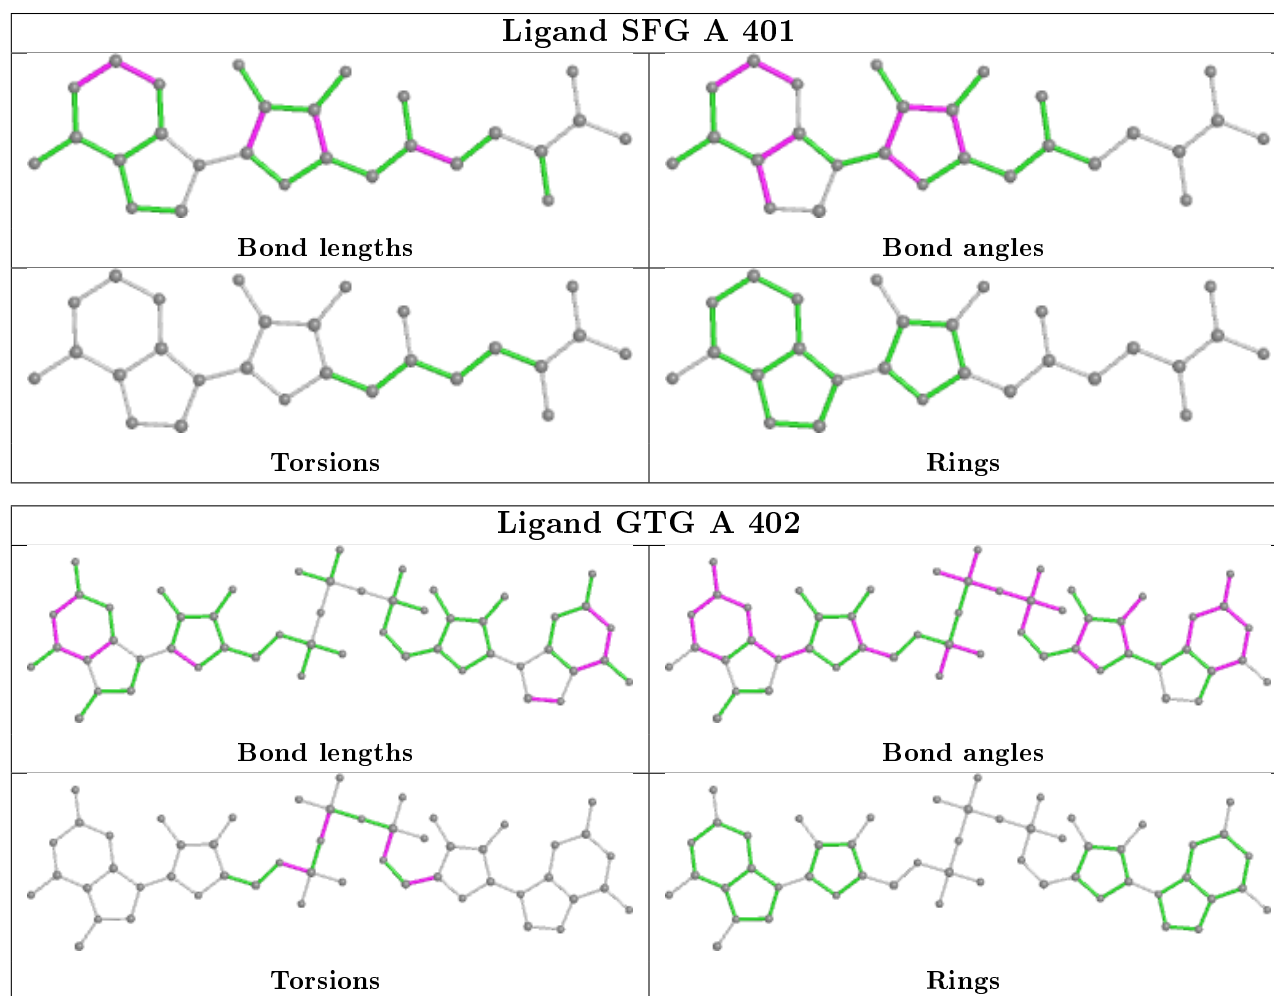 Ligand SFG A 401
Bond lengths
Bond angles
Torsions
Rings
Ligand GTG A 402
Bond lengths
Bond angles
Torsions
Rings